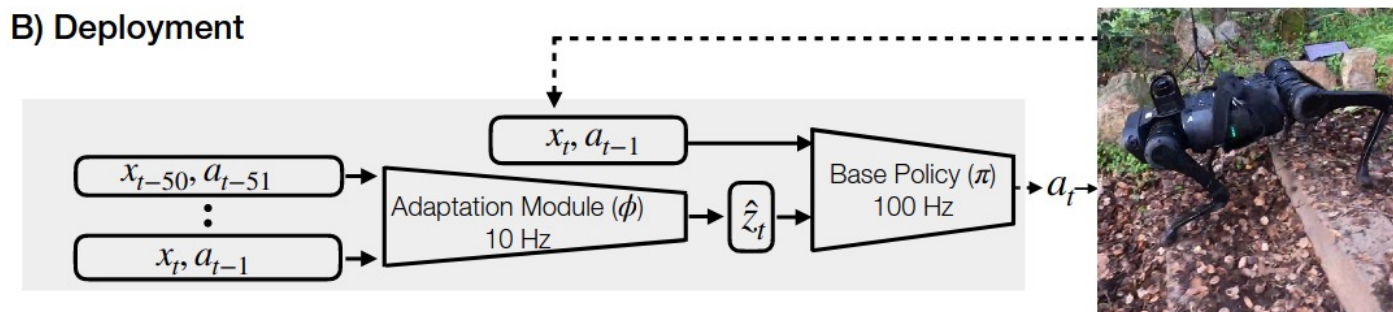 B) Deployment
x_t, a_{t-1}
x_{t-50}, a_{t-51}
⋮
x_t, a_{t-1}
Adaptation Module (ϕ)
10 Hz
ẑ_t
Base Policy (π)
100 Hz
a_t